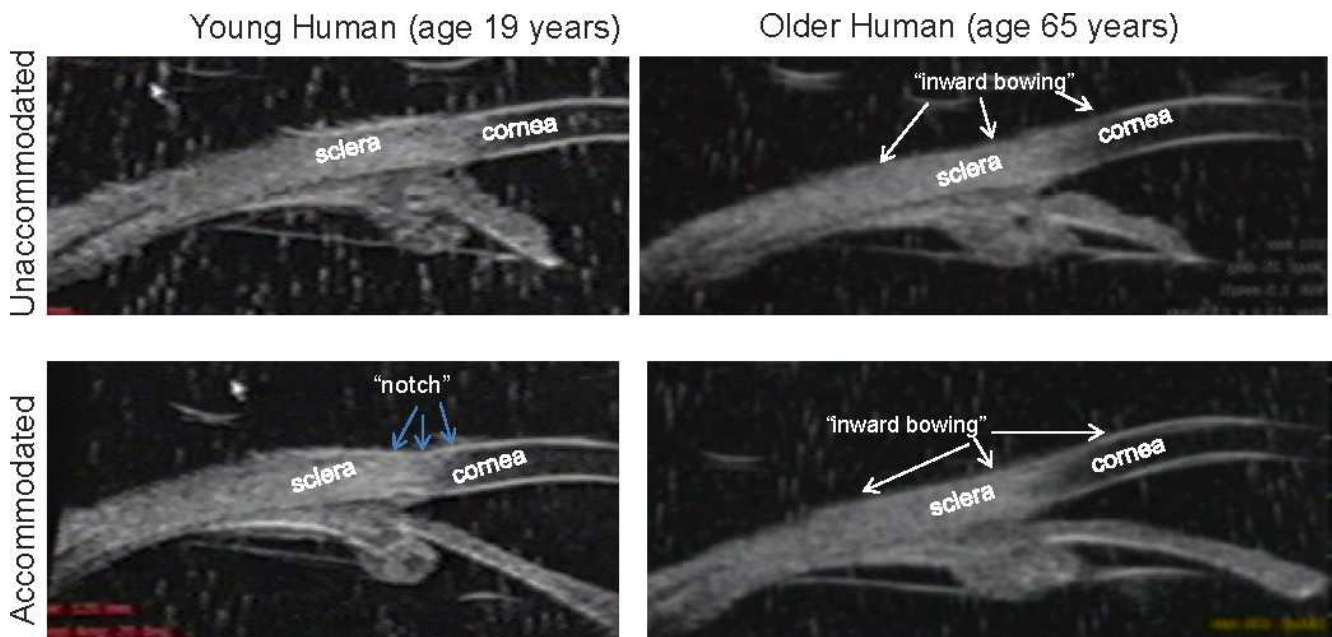 Young Human (age 19 years)
Older Human (age 65 years)
Unaccommodated
sclera
cornea
“inward bowing”
sclera
cornea
Accommodated
“notch”
sclera
cornea
“inward bowing”
sclera
cornea